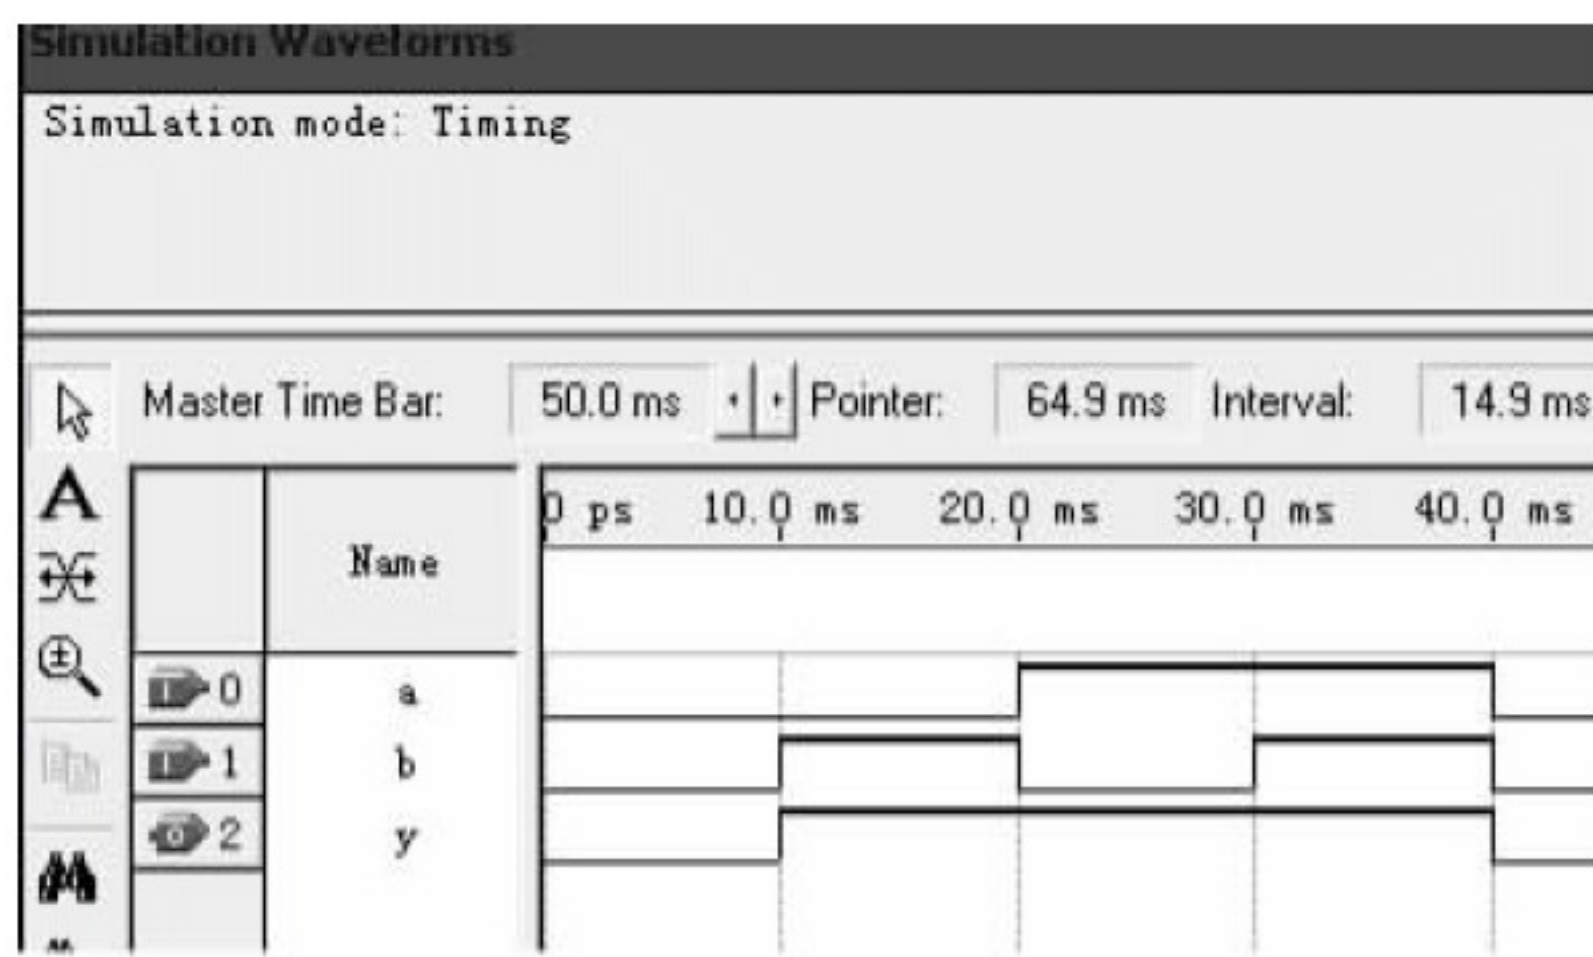 Simulation Waveforms
Simulation mode: Timing
Master Time Bar: 50.0 ms Pointer: 64.9 ms Interval: 14.9 ms
A
0 ps 10.0 ms 20.0 ms 30.0 ms 40.0 ms
Name
0 a
1 b
2 y